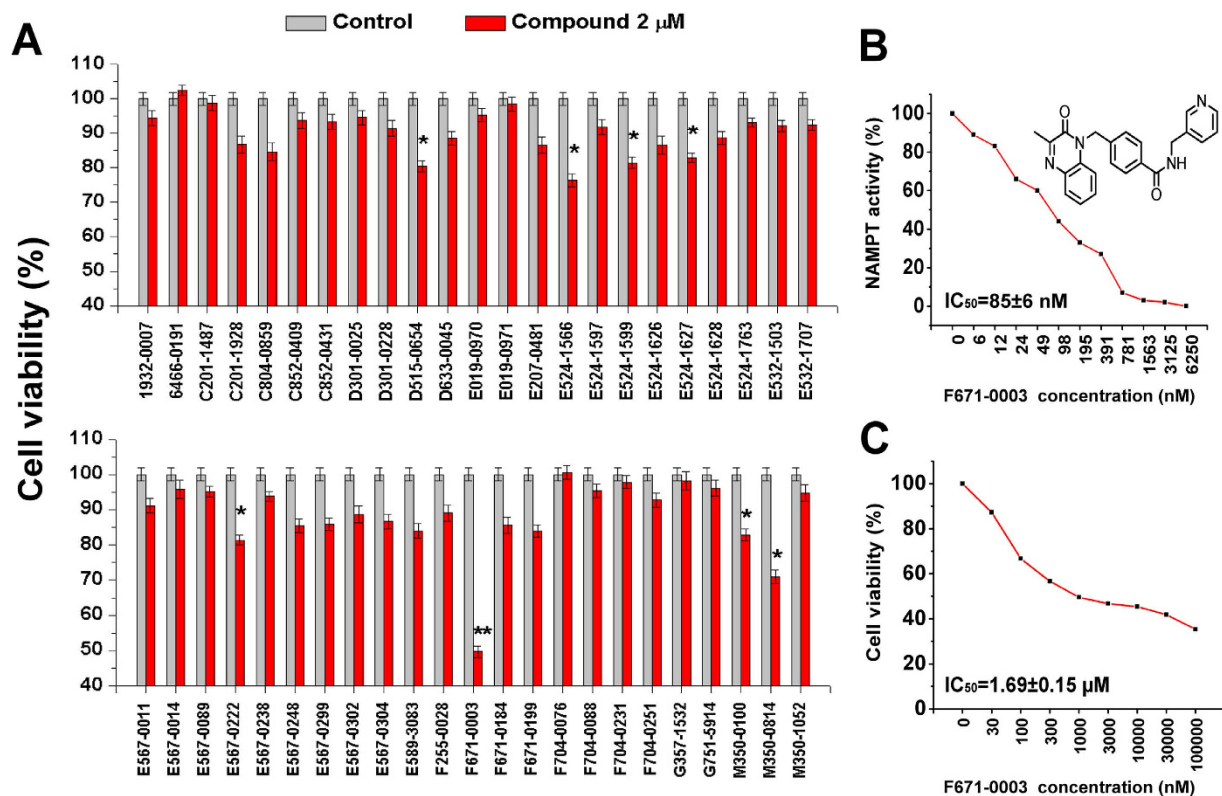 A
Control
Compound 2 μM
Cell viability (%)
110
100
90
80
70
60
50
40
*
*
*
*
1932-0007
6466-0191
C201-1487
C201-1928
C804-0859
C852-0409
C852-0431
D301-0025
D301-0228
D515-0654
D633-0045
E019-0970
E019-0971
E207-0481
E524-1566
E524-1597
E524-1599
E524-1626
E524-1627
E524-1628
E524-1763
E532-1503
E532-1707
110
100
90
80
70
60
50
40
*
**
*
*
E567-0011
E567-0014
E567-0089
E567-0222
E567-0238
E567-0248
E567-0299
E567-0302
E567-0304
E589-3083
F255-0028
F671-0003
F671-0184
F671-0199
F704-0076
F704-0088
F704-0231
F704-0251
G357-1532
G751-5914
M350-0100
M350-0814
M350-1052
B
NAMPT activity (%)
100
80
60
40
20
0
O
N
N
O
NH
N
IC50=85±6 nM
0
6
12
24
49
98
195
391
781
1563
3125
6250
F671-0003 concentration (nM)
C
Cell viability (%)
100
80
60
40
20
0
IC50=1.69±0.15 μM
0
30
100
300
1000
3000
10000
30000
100000
F671-0003 concentration (nM)